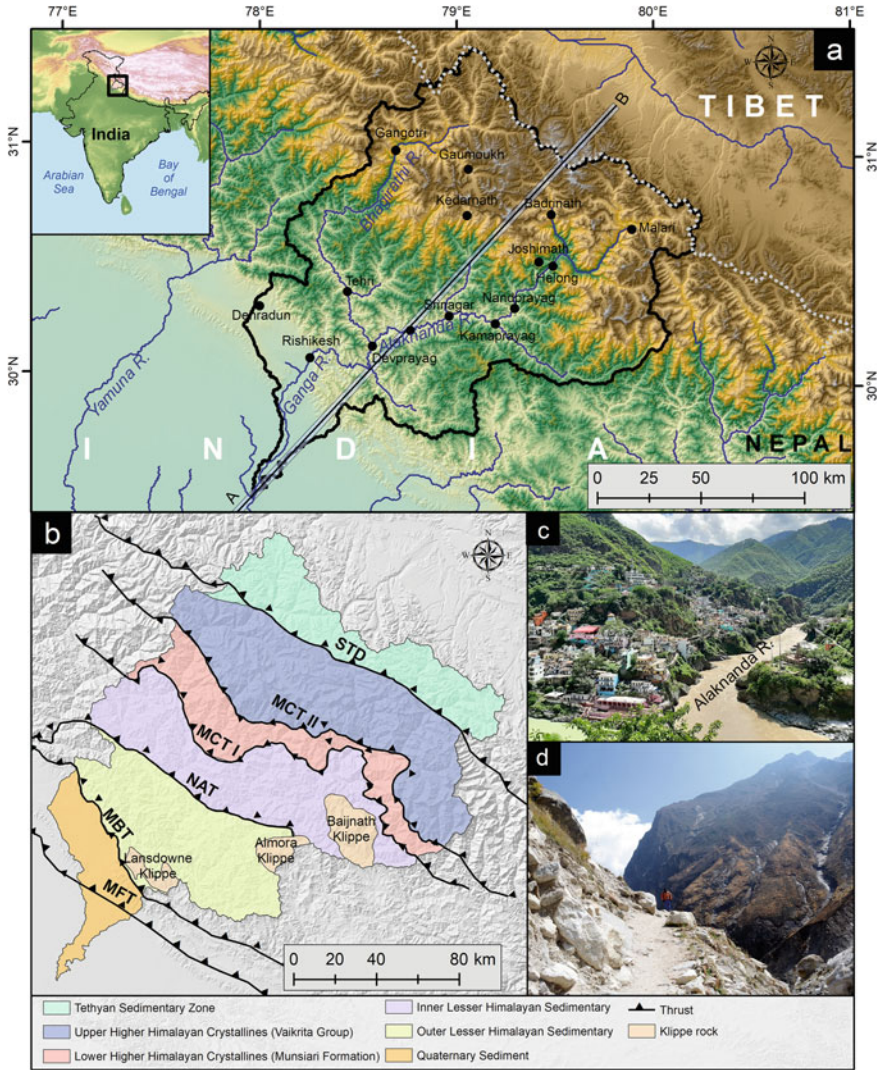 77°E 78°E 79°E 80°E 81°E
a
N
W E
S
India
Arabian
Sea
Bay
of
Bengal
TIBET
B
31°N
31°N
Gangotri
Gaumoukh
Bhagirathi R.
Kedarnath
Badrinath
Malari
Joshimath
Helong
Tehri
Nandprayag
Srinagar
Dehradun
Alaknanda R.
Karnaprayag
Rishikesh
Devprayag
30°N
30°N
Yamuna R.
Ganga R.
INDIA
NEPAL
A
0 25 50 100 km
b
N
W E
S
STD
MCT II
MCT I
NAT
MBT
MFT
Lansdowne
Klippe
Almora
Klippe
Baijnath
Klippe
0 20 40 80 km
c
Alaknanda R.
d
Tethyan Sedimentary Zone
Upper Higher Himalayan Crystallines (Vaikrita Group)
Lower Higher Himalayan Crystallines (Munsiari Formation)
Inner Lesser Himalayan Sedimentary
Outer Lesser Himalayan Sedimentary
Quaternary Sediment
Thrust
Klippe rock